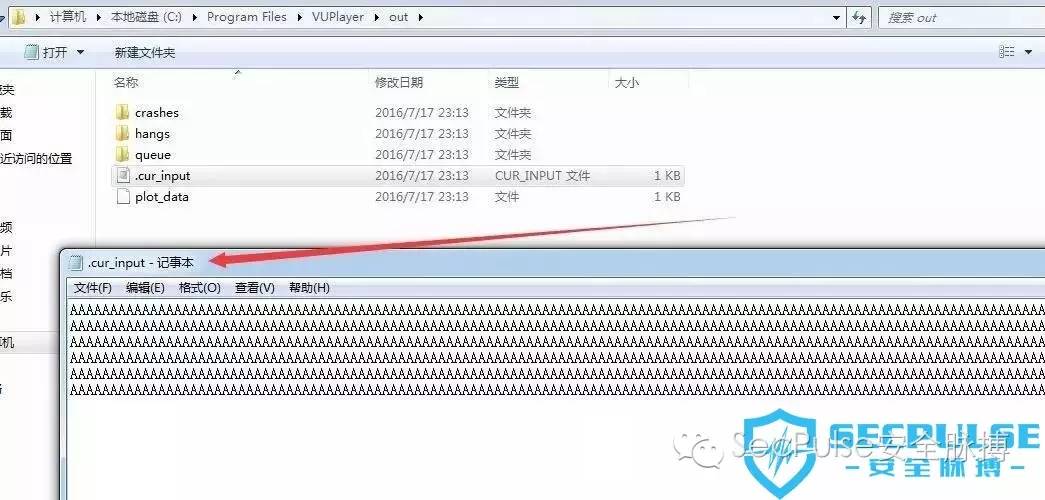 计算机 本地磁盘 (C:) Program Files VUPlayer out 搜索 out
打开 新建文件夹
名称 修改日期 类型 大小
夹
载
面
近访问的位置
频
片
档
乐
机
crashes 2016/7/17 23:13 文件夹
hangs 2016/7/17 23:13 文件夹
queue 2016/7/17 23:13 文件夹
.cur_input 2016/7/17 23:13 CUR_INPUT 文件 1 KB
plot_data 2016/7/17 23:13 文件 1 KB
.cur_input - 记事本
文件(F) 编辑(E) 格式(O) 查看(V) 帮助(H)
AAAAAAAAAAAAAAAAAAAAAAAAAAAAAAAAAAAAAAAAAAAAAAAAAAAAAAAAAAAAAAAAAAAAAAAAAAAAAAAAAAAAAAAAAAAAAAAAAAAAAAAAAAAAAAAAAAAAAAAAAA
AAAAAAAAAAAAAAAAAAAAAAAAAAAAAAAAAAAAAAAAAAAAAAAAAAAAAAAAAAAAAAAAAAAAAAAAAAAAAAAAAAAAAAAAAAAAAAAAAAAAAAAAAAAAAAAAAAAAAAAAAA
AAAAAAAAAAAAAAAAAAAAAAAAAAAAAAAAAAAAAAAAAAAAAAAAAAAAAAAAAAAAAAAAAAAAAAAAAAAAAAAAAAAAAAAAAAAAAAAAAAAAAAAAAAAAAAAAAAAAAAAAAA
AAAAAAAAAAAAAAAAAAAAAAAAAAAAAAAAAAAAAAAAAAAAAAAAAAAAAAAAAAAAAAAAAAAAAAAAAAAAAAAAAAAAAAAAAAAAAAAAAAAAAAAAAAAAAAAAAAAAAAAAAA
AAAAAAAAAAAAAAAAAAAAAAAAAAAAAAAAAAAAAAAAAAAAAAAAAAAAAAAAAAAAAAAAAAAAAAAAAAAAAAAAAAAAAAAAAAAAAAAAAAAAAAAAAAAAAAAAAAAAAAAAAA
AAAAAAAAAAAAAAAAAAAAAAAAAAAAAAAAAAAAAAAAAAAAAAAAAAAAAAAAAAAAAAAAAAAAAAAAAAAAAAAAAAAAAAAAAAAAAAAAAAAAAAAAAAAAAAAAAAAAAAAAAA
SECPULSE
SecPulse安全脉搏
-安全脉搏-